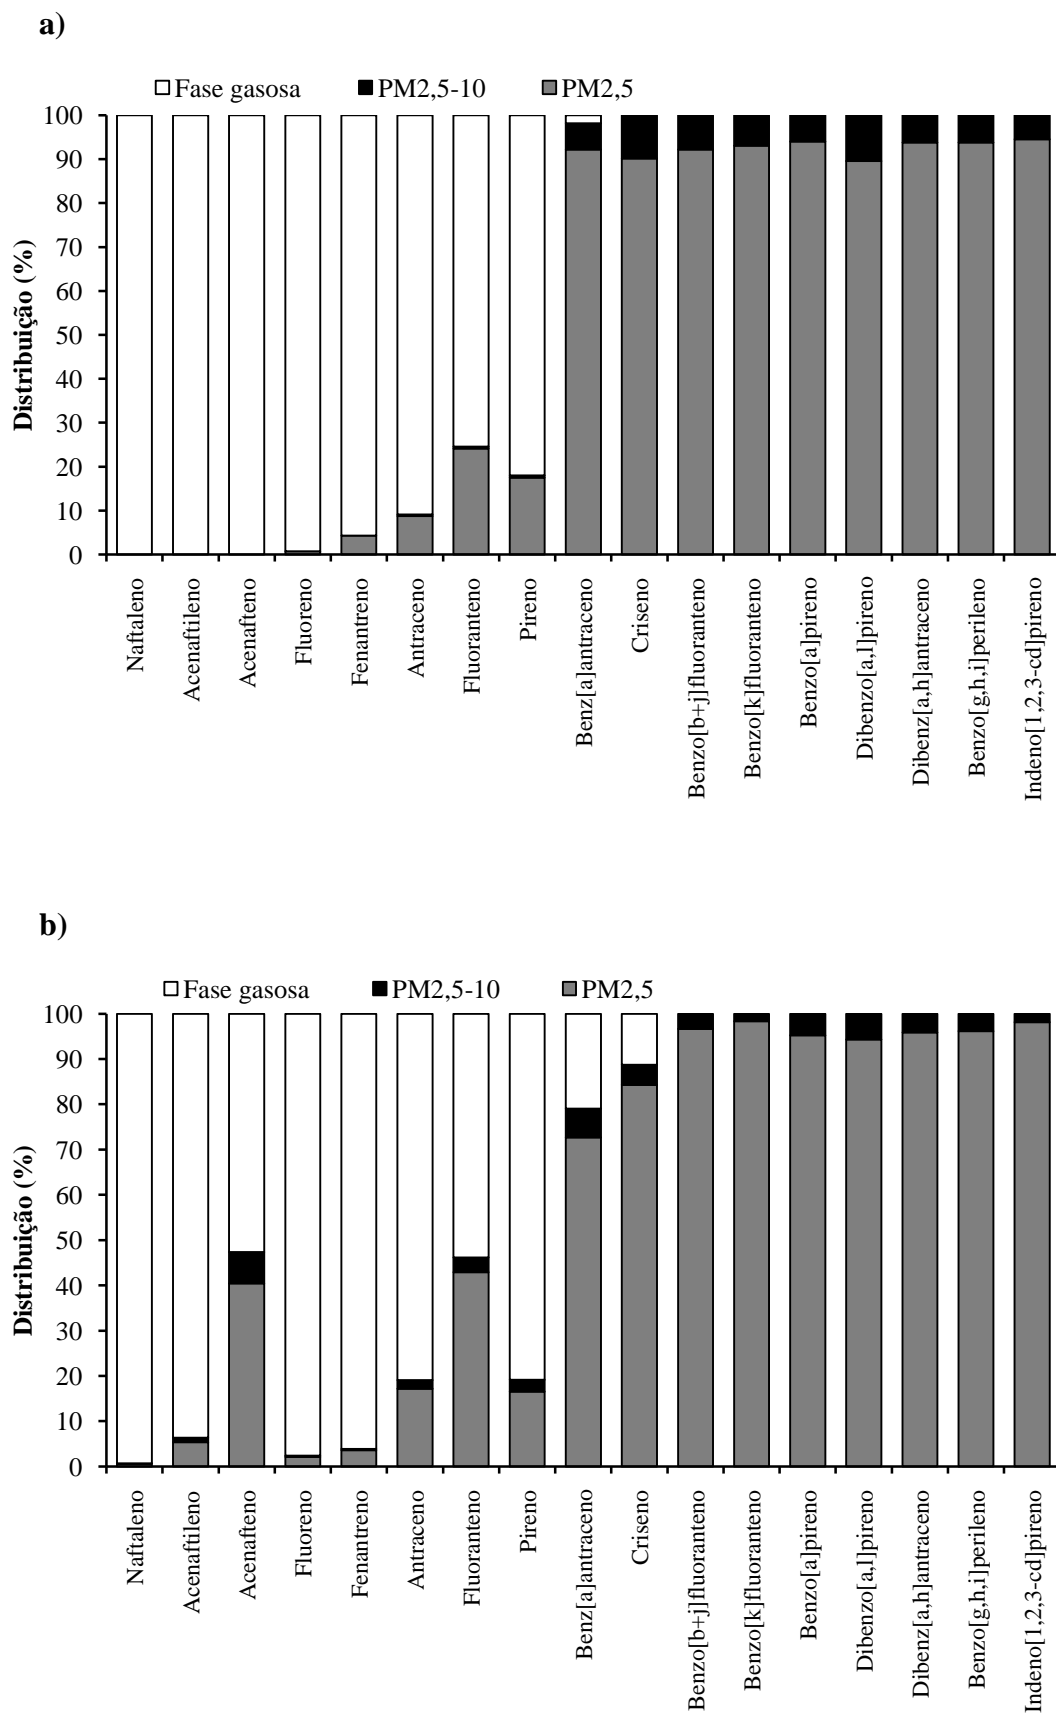 a)
Fase gasosa PM2,5-10 PM2,5
100
90
80
70
60
50
40
30
20
10
0
Distribuição (%)
Naftaleno
Acenaftileno
Acenafteno
Fluoreno
Fenantreno
Antraceno
Fluoranteno
Pireno
Benz[a]antraceno
Criseno
Benzo[b+j]fluoranteno
Benzo[k]fluoranteno
Benzo[a]pireno
Dibenzo[a,l]pireno
Dibenz[a,h]antraceno
Benzo[g,h,i]perileno
Indeno[1,2,3-cd]pireno
b)
Fase gasosa PM2,5-10 PM2,5
100
90
80
70
60
50
40
30
20
10
0
Distribuição (%)
Naftaleno
Acenaftileno
Acenafteno
Fluoreno
Fenantreno
Antraceno
Fluoranteno
Pireno
Benz[a]antraceno
Criseno
Benzo[b+j]fluoranteno
Benzo[k]fluoranteno
Benzo[a]pireno
Dibenzo[a,l]pireno
Dibenz[a,h]antraceno
Benzo[g,h,i]perileno
Indeno[1,2,3-cd]pireno